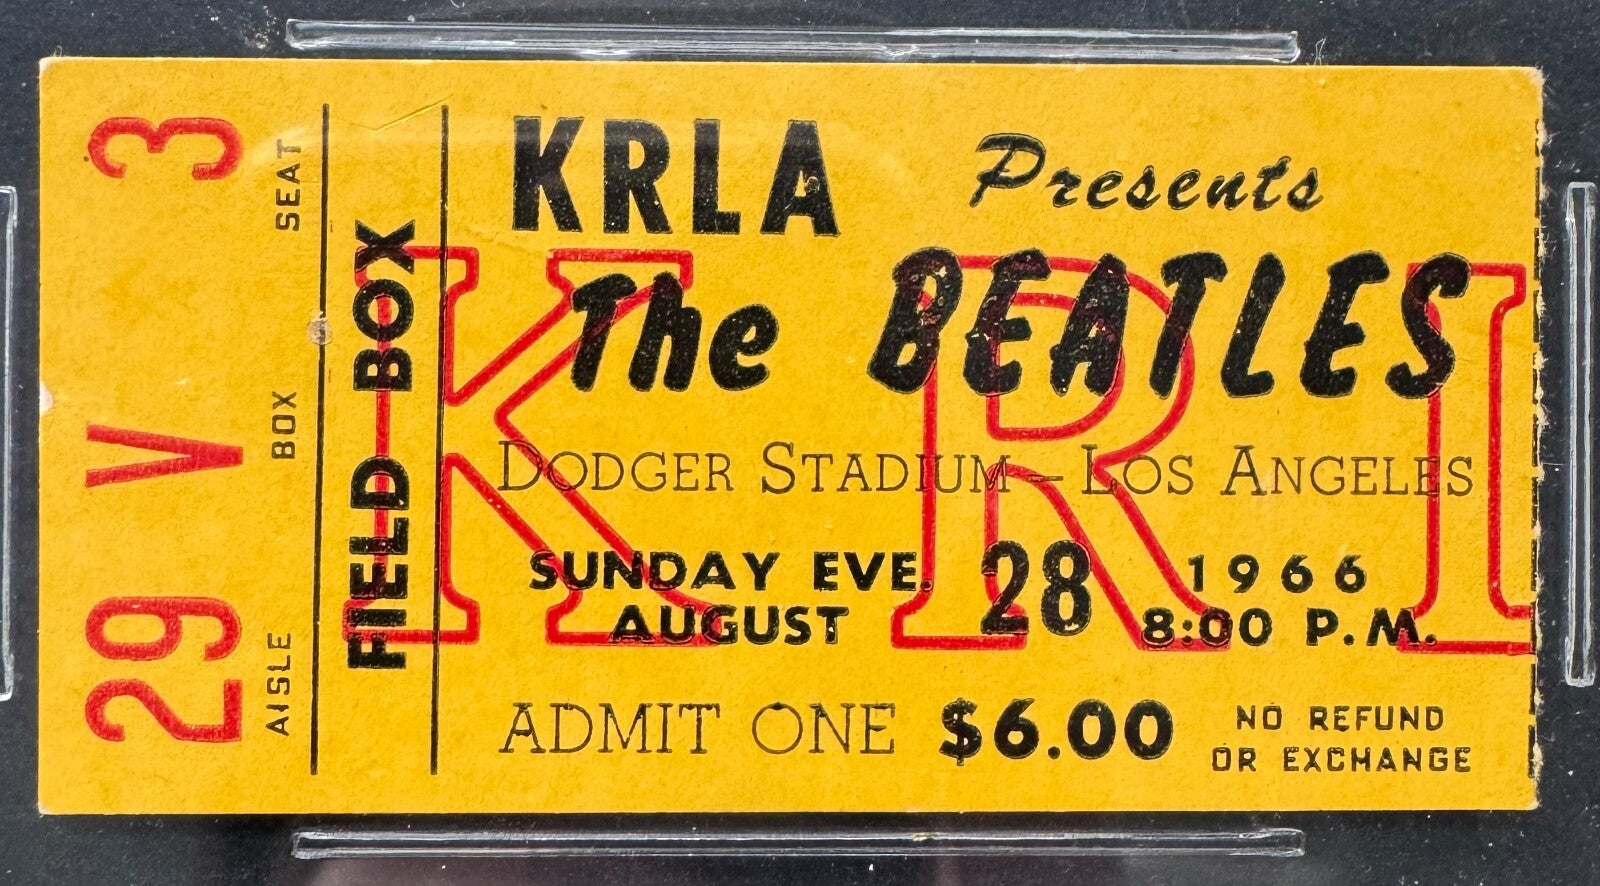 29 V 3
AISLE BOX SEAT
FIELD BOX
KRLA Presents
The BEATLES
DODGER STADIUM - LOS ANGELES
SUNDAY EVE. 28 1966
AUGUST 8:00 P.M.
ADMIT ONE $6.00 NO REFUND
OR EXCHANGE
KRL